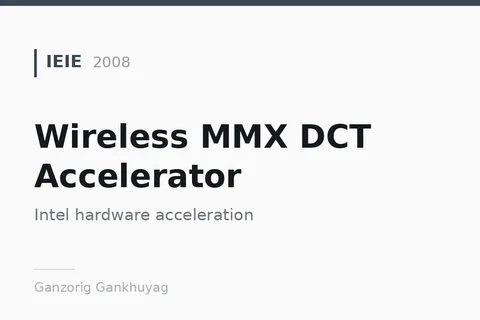 IEIE 2008
Wireless MMX DCT
Accelerator
Intel hardware acceleration
Ganzorig Gankhuyag